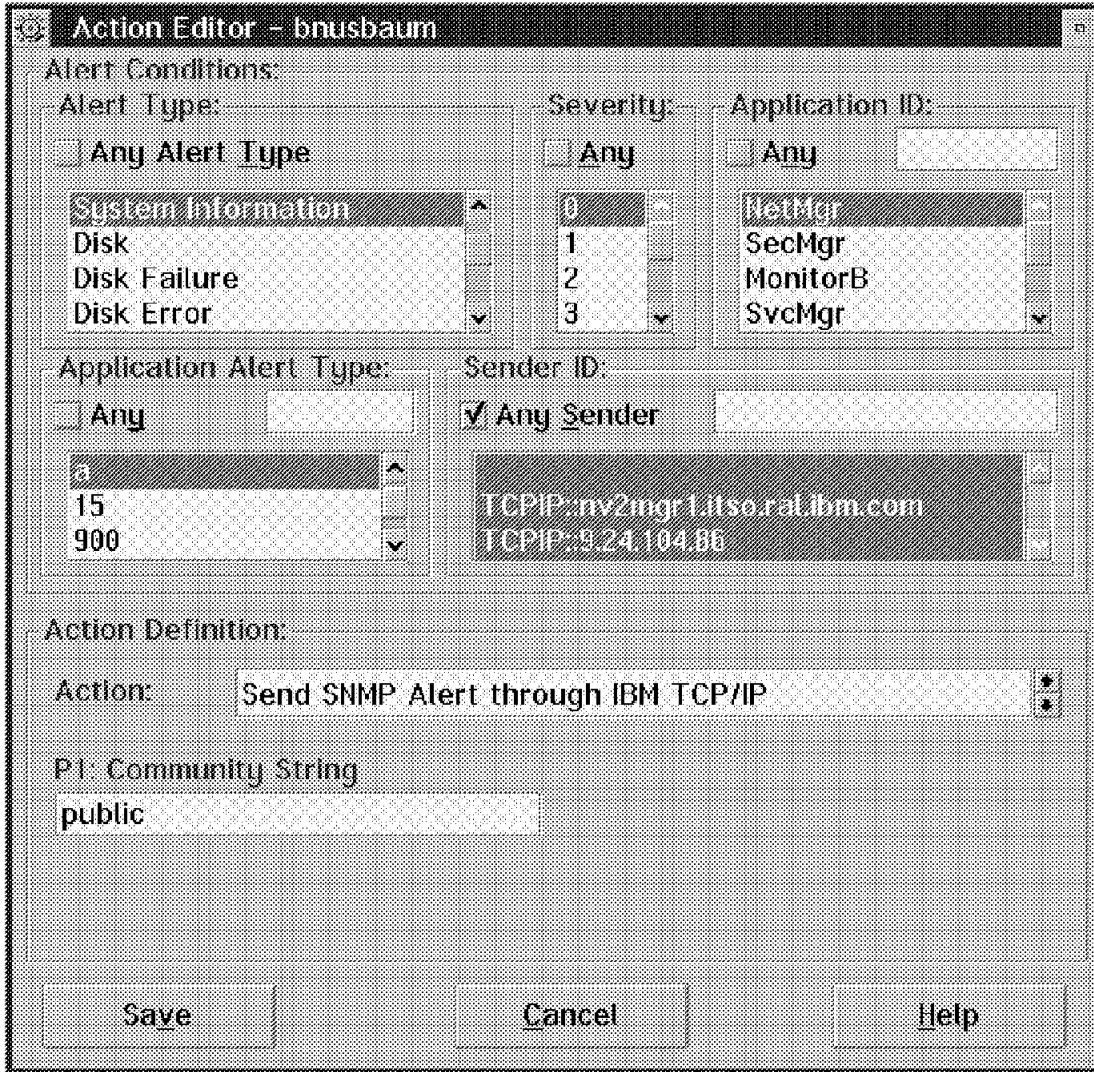 Action Editor - bnusbaum
Alert Conditions:
Alert Type:
Any Alert Type
System Information
Disk
Disk Failure
Disk Error
Severity:
Any
0
1
2
3
Application ID:
Any
NetMgr
SecMgr
MonitorB
SvcMgr
Application Alert Type:
Any
a
15
900
Sender ID:
Any Sender
TCPIP::nv2mgr1.itso.ral.ibm.com
TCPIP::9.24.104.86
Action Definition:
Action:
Send SNMP Alert through IBM TCP/IP
P1: Community String
public
Save
Cancel
Help